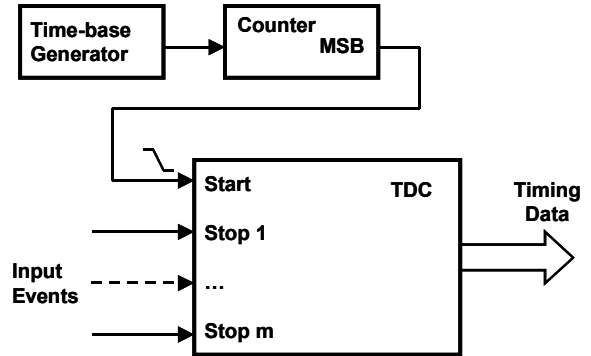 Time-base
Generator
Counter
MSB
Start
TDC
Stop 1
...
Stop m
Input
Events
Timing
Data